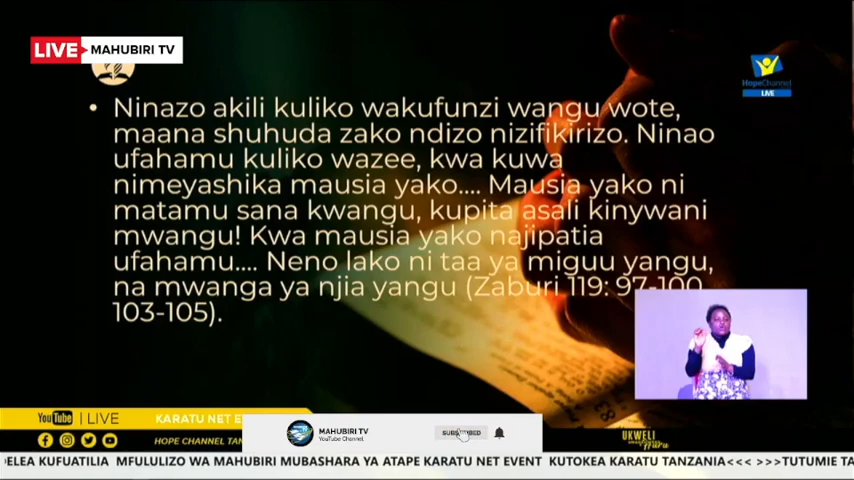 LIVE MAHUBIRI TV
HopeChannel
LIVE
• Ninazo akili kuliko wakufunzi wangu wote,
maana shuhuda zako ndizo nizifikirizo. Ninao
ufahamu kuliko wazee, kwa kuwa
nimeyashika mausia yako.... Mausia yako ni
matamu sana kwangu, kupita asali kinywani
mwangu! Kwa mausia yako najipatia
ufahamu.... Neno lako ni taa ya miguu yangu,
na mwanga ya njia yangu (Zaburi 119: 97-100,
103-105).
YouTube | LIVE
KARATU NET EV
HOPE CHANNEL TAN
MAHUBIRI TV
YouTube Channel
SUBSCRIBED
UKWELI
PELEA KUFUATILIA MFULULIZO WA MAHUBIRI MUBASHARA YA ATAPE KARATU NET EVENT KUTOKEA KARATU TANZANIA<<< >>>TUTUMIE TA